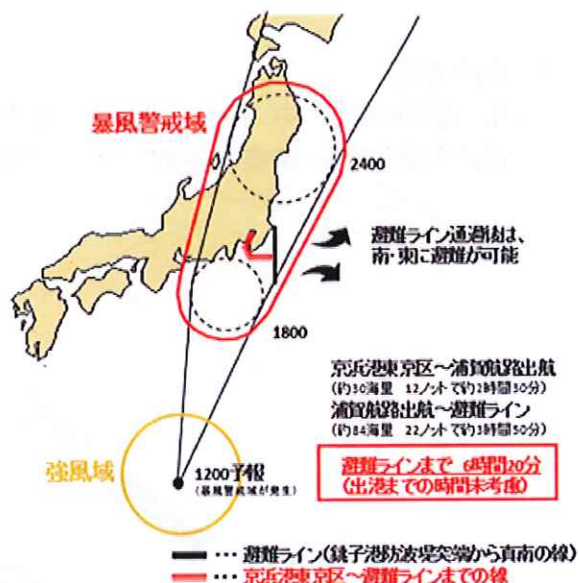 暴風警戒域
2400
避難ライン通過後は、
南・東に避難が可能
1800
京浜港東京区～浦賀航路出航
(約30海里 12ノットで約2時間30分)
浦賀航路出航～避難ライン
(約84海里 22ノットで約3時間50分)
強風域
1200予報
(暴風警戒域が発生)
避難ラインまで 6時間20分
(出港までの時間未考慮)
･･･ 避難ライン(銚子港防波堤突端から真南の線)
･･･ 京浜港東京区～避難ラインまでの線